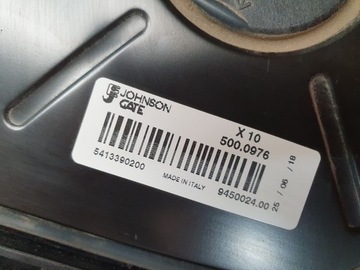 JOHNSON
GATE
X 10
500.0976
5413390200
MADE IN ITALY
9450024.00
25 / 06 / 18